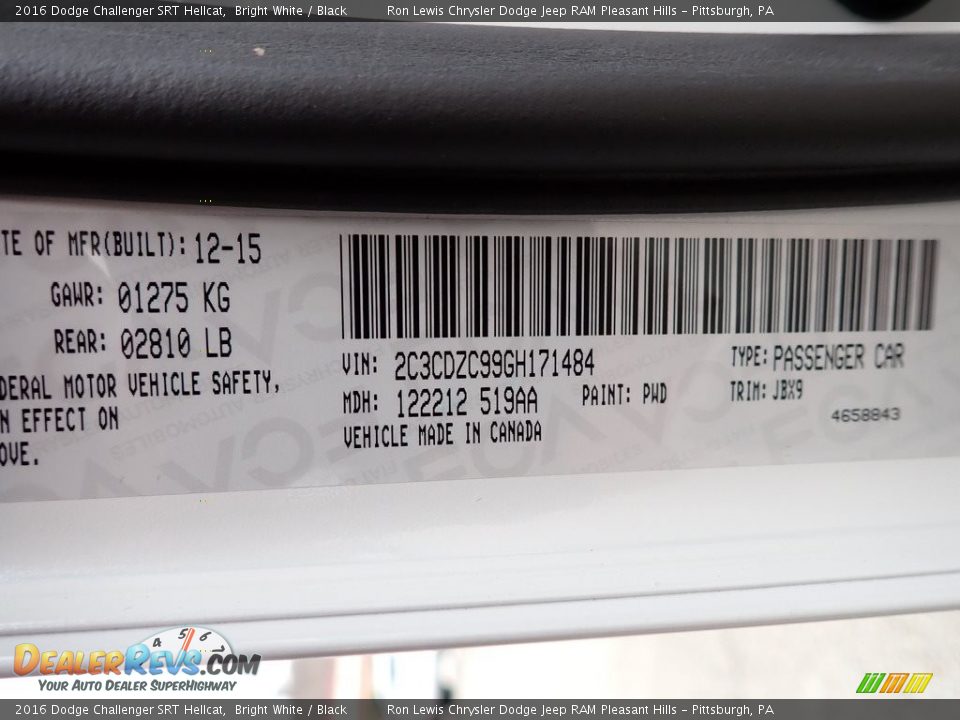 2016 Dodge Challenger SRT Hellcat, Bright White / Black Ron Lewis Chrysler Dodge Jeep RAM Pleasant Hills - Pittsburgh, PA
TE OF MFR(BUILT): 12-15
GAWR: 01275 KG
REAR: 02810 LB
DERAL MOTOR VEHICLE SAFETY,
N EFFECT ON
OVE.
VIN: 2C3CDZC99GH171484 TYPE: PASSENGER CAR
MDH: 122212 519AA PAINT: PWD TRIM: JBX9
VEHICLE MADE IN CANADA 4658843
4 5 6
DealerRevs.com
Your Auto Dealer SuperHighway
2016 Dodge Challenger SRT Hellcat, Bright White / Black Ron Lewis Chrysler Dodge Jeep RAM Pleasant Hills - Pittsburgh, PA